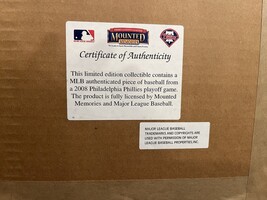 MOUNTED
MEMORIES
Certificate of Authenticity
This limited edition collectible contains a
MLB authenticated piece of baseball from
a 2008 Philadelphia Phillies playoff game.
The product is fully licensed by Mounted
Memories and Major League Baseball.
MAJOR LEAGUE BASEBALL
TRADEMARKS AND COPYRIGHTS ARE
USED WITH PERMISSION OF MAJOR
LEAGUE BASEBALL PROPERTIES, INC.